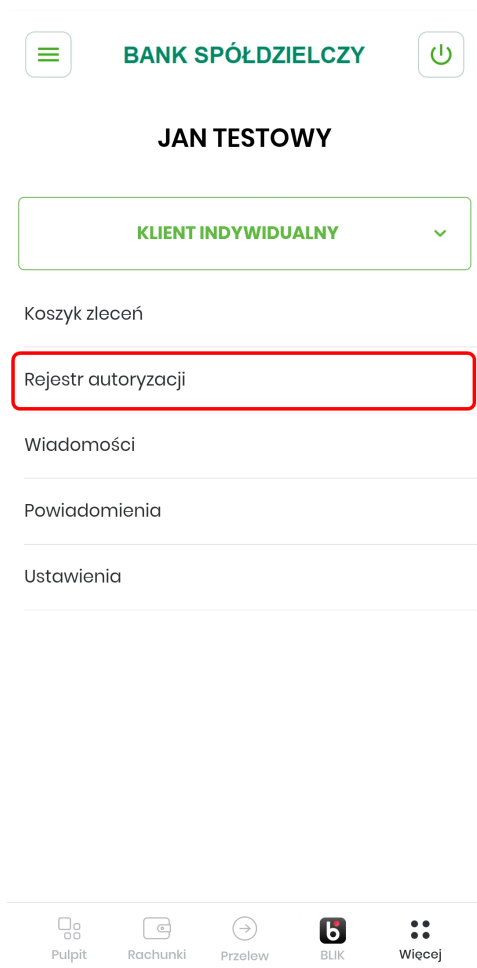 BANK SPÓŁDZIELCZY
JAN TESTOWY
KLIENT INDYWIDUALNY
Koszyk zleceń
Rejestr autoryzacji
Wiadomości
Powiadomienia
Ustawienia
Pulpit Rachunki Przelew BLIK Więcej